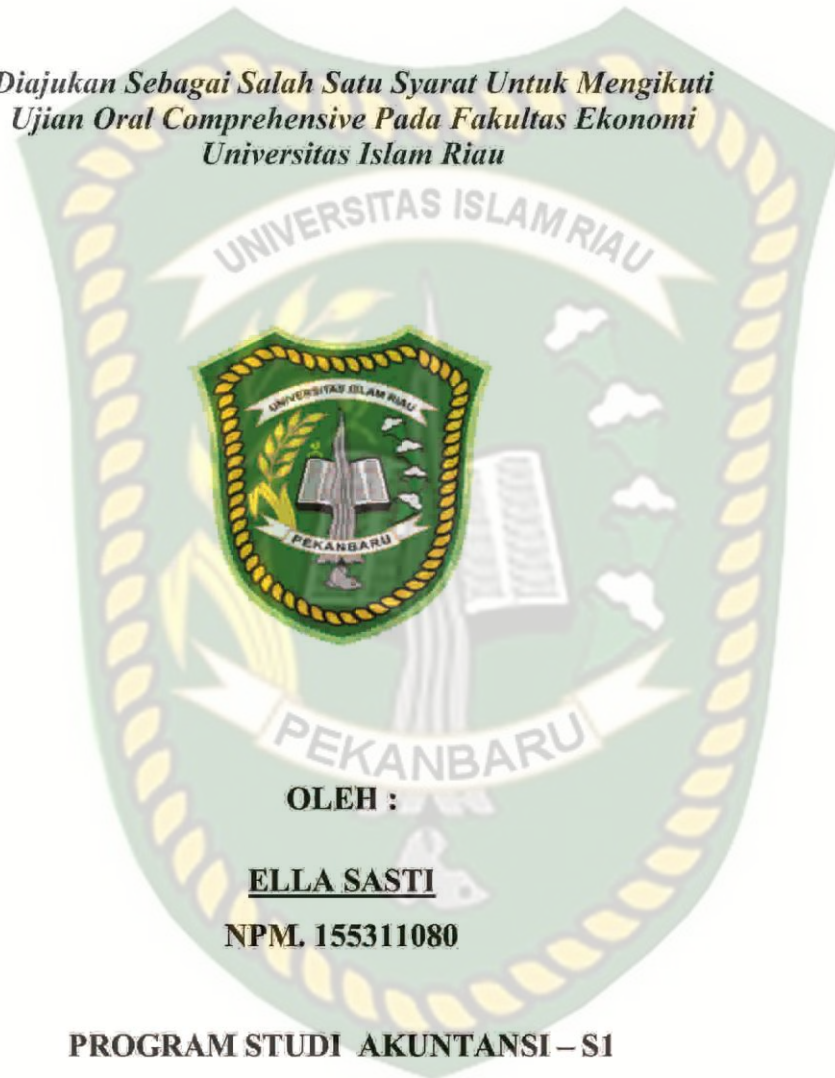 Diajukan Sebagai Salah Satu Syarat Untuk Mengikuti
Ujian Oral Comprehensive Pada Fakultas Ekonomi
Universitas Islam Riau
UNIVERSITAS ISLAM RIAU
UNIVERSITAS ISLAM RIAU
PEKANBARU
PEKANBARU
OLEH :
ELLA SASTI
NPM. 155311080
PROGRAM STUDI AKUNTANSI – S1